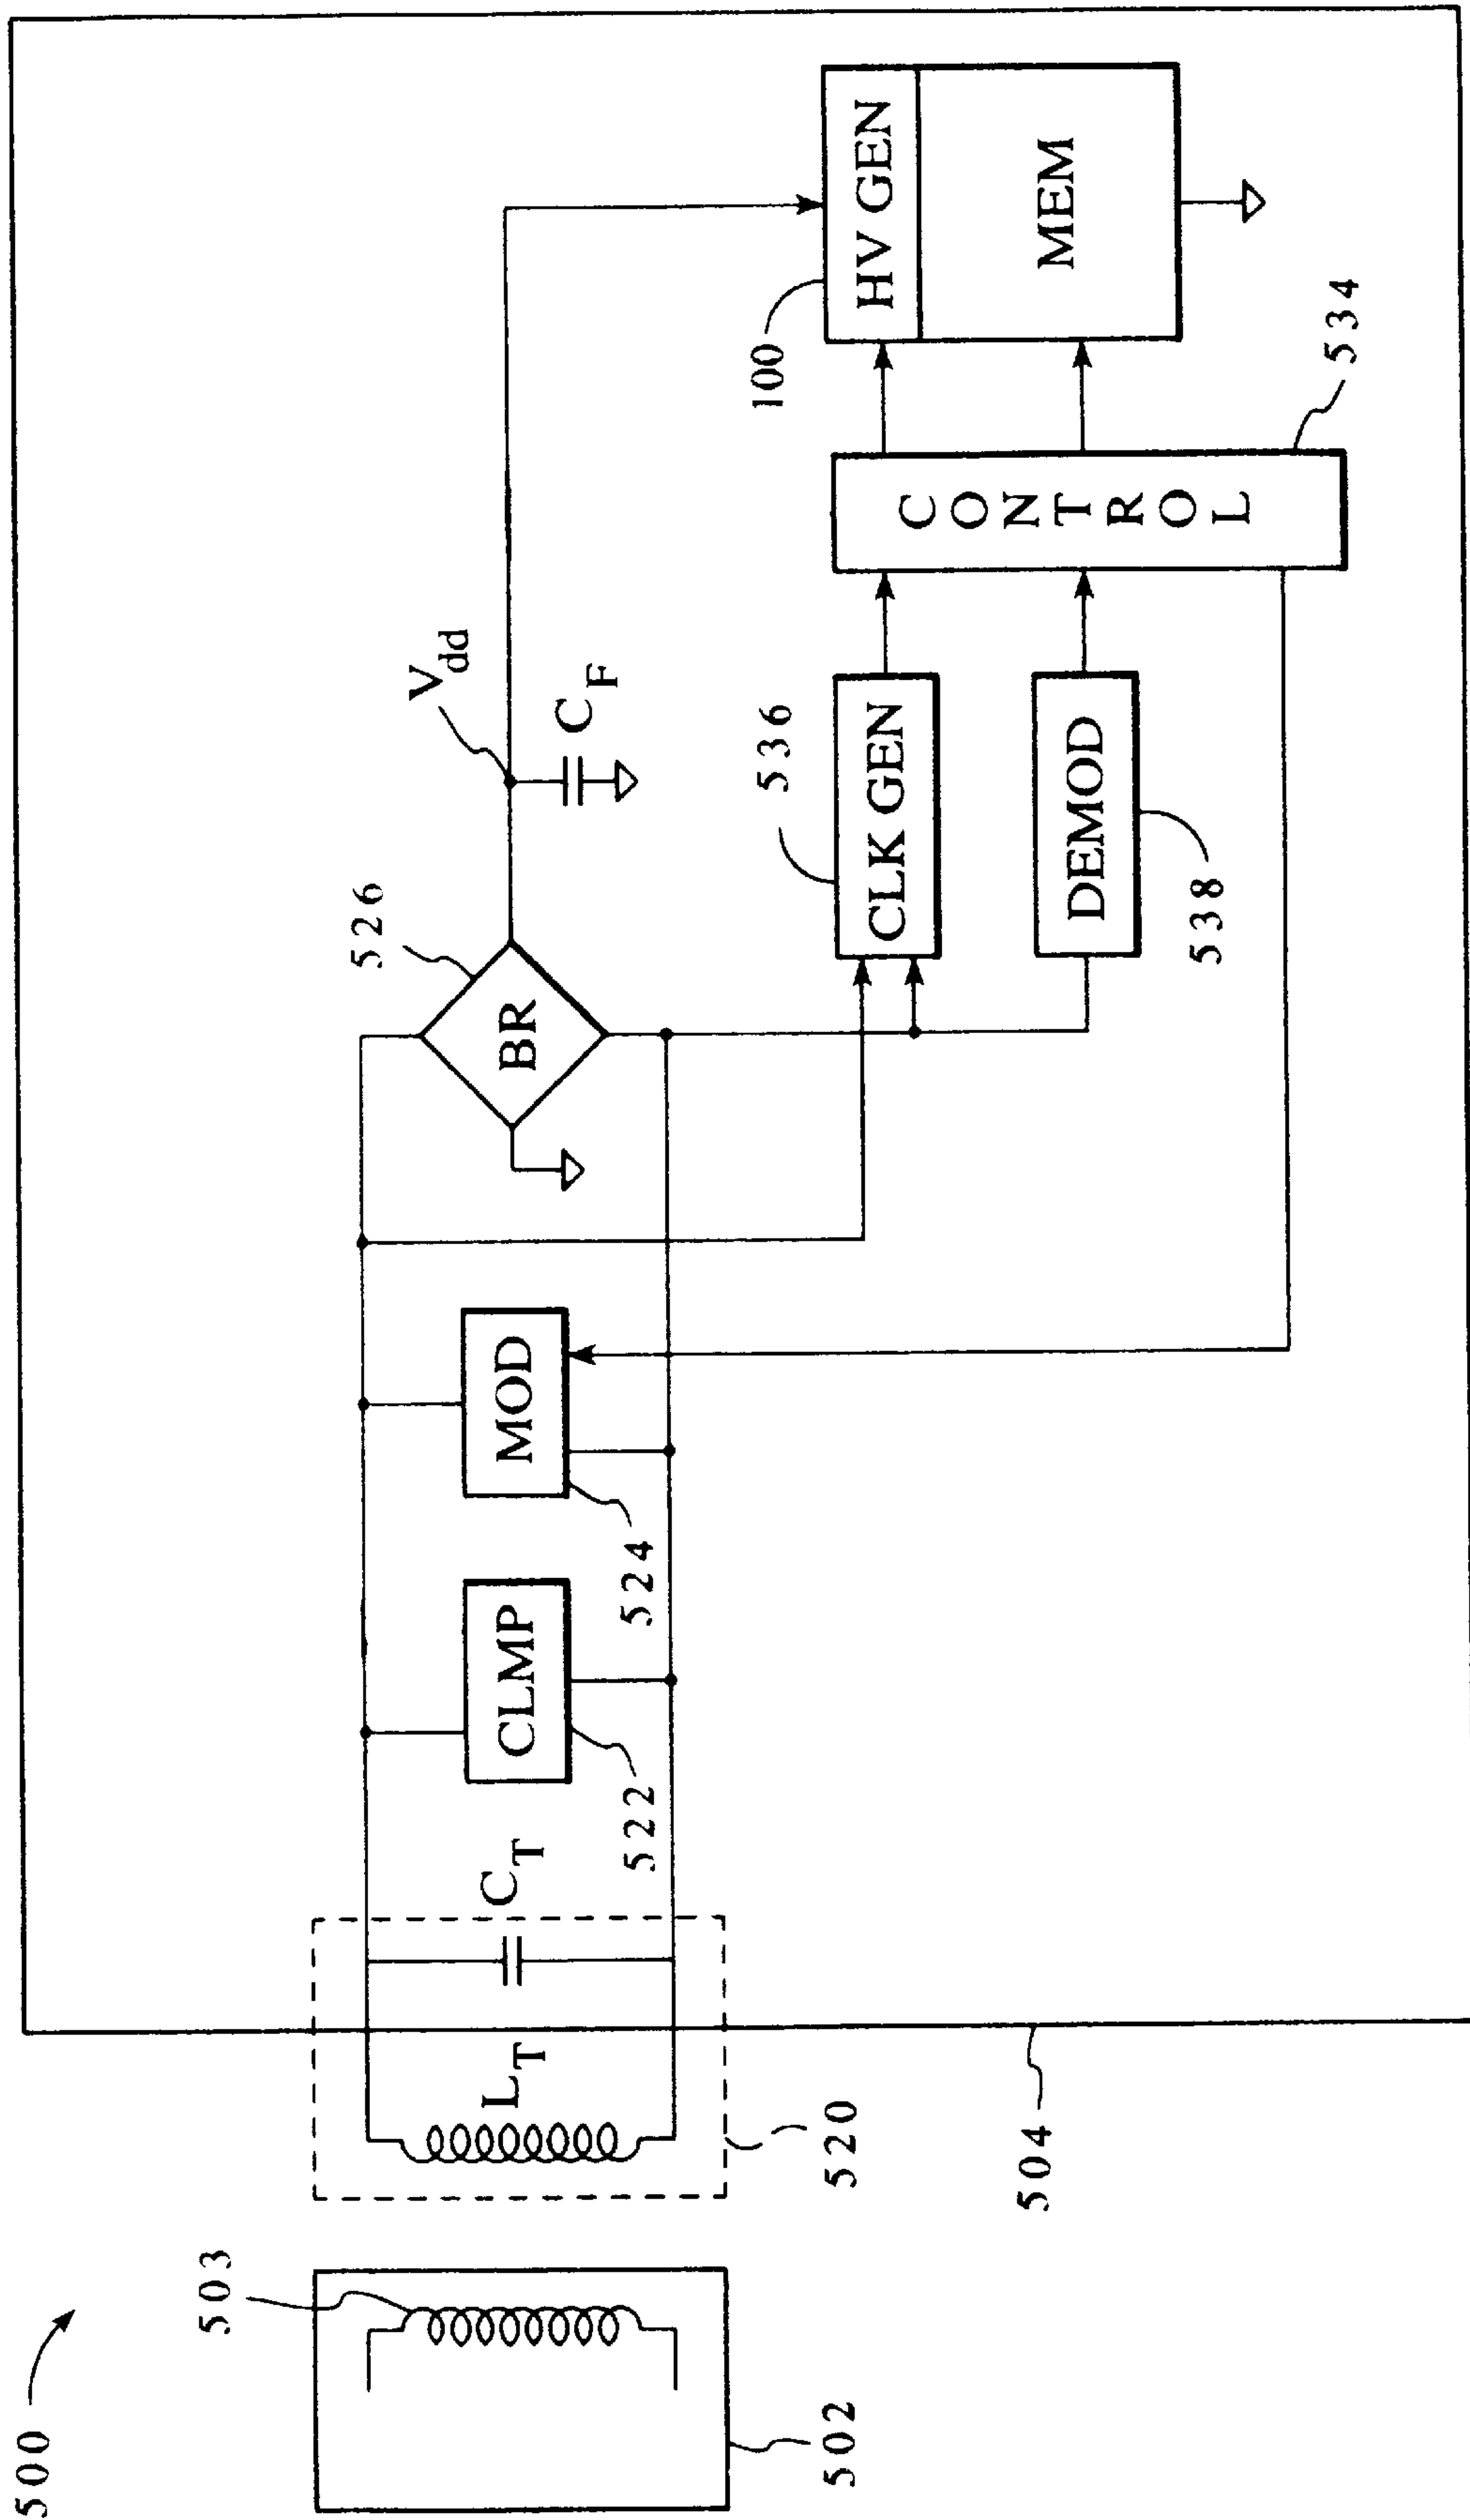 500
503
502
520
504
L_T
C_T
CLMP
522
MOD
524
BR
526
V_dd
C_F
CLK GEN
536
DEMOD
538
CONTROL
534
100
HV GEN
MEM